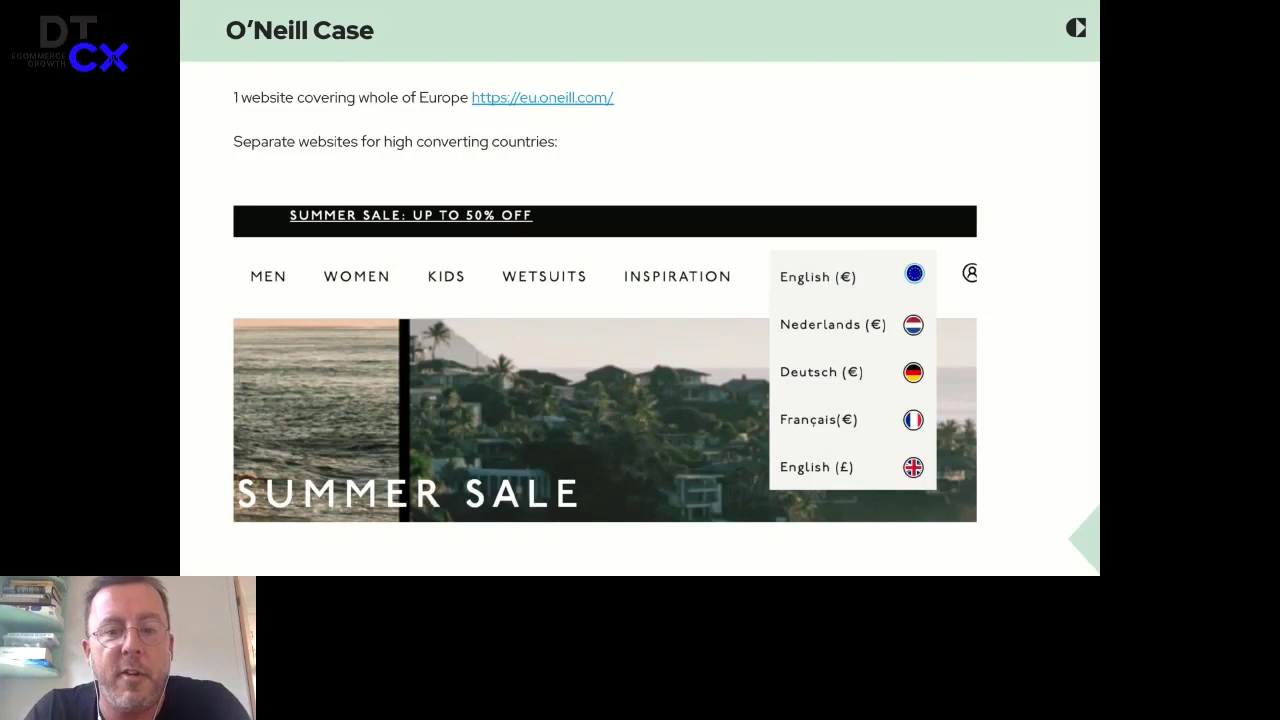 DT
ECOMMERCE
GROWTH
CX
O’Neill Case
1 website covering whole of Europe https://eu.oneill.com/
Separate websites for high converting countries:
SUMMER SALE: UP TO 50% OFF
MEN WOMEN KIDS WETSUITS INSPIRATION
English (€)
Nederlands (€)
Deutsch (€)
Français(€)
English (£)
SUMMER SALE